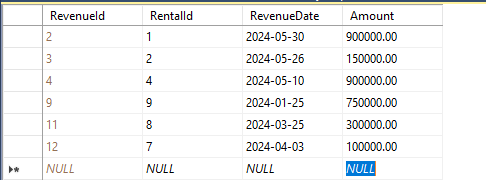 RevenueId RentalId RevenueDate Amount
2 1 2024-05-30 900000.00
3 2 2024-05-26 150000.00
4 4 2024-05-10 900000.00
9 9 2024-01-25 750000.00
11 8 2024-03-25 300000.00
12 7 2024-04-03 100000.00
NULL NULL NULL NULL